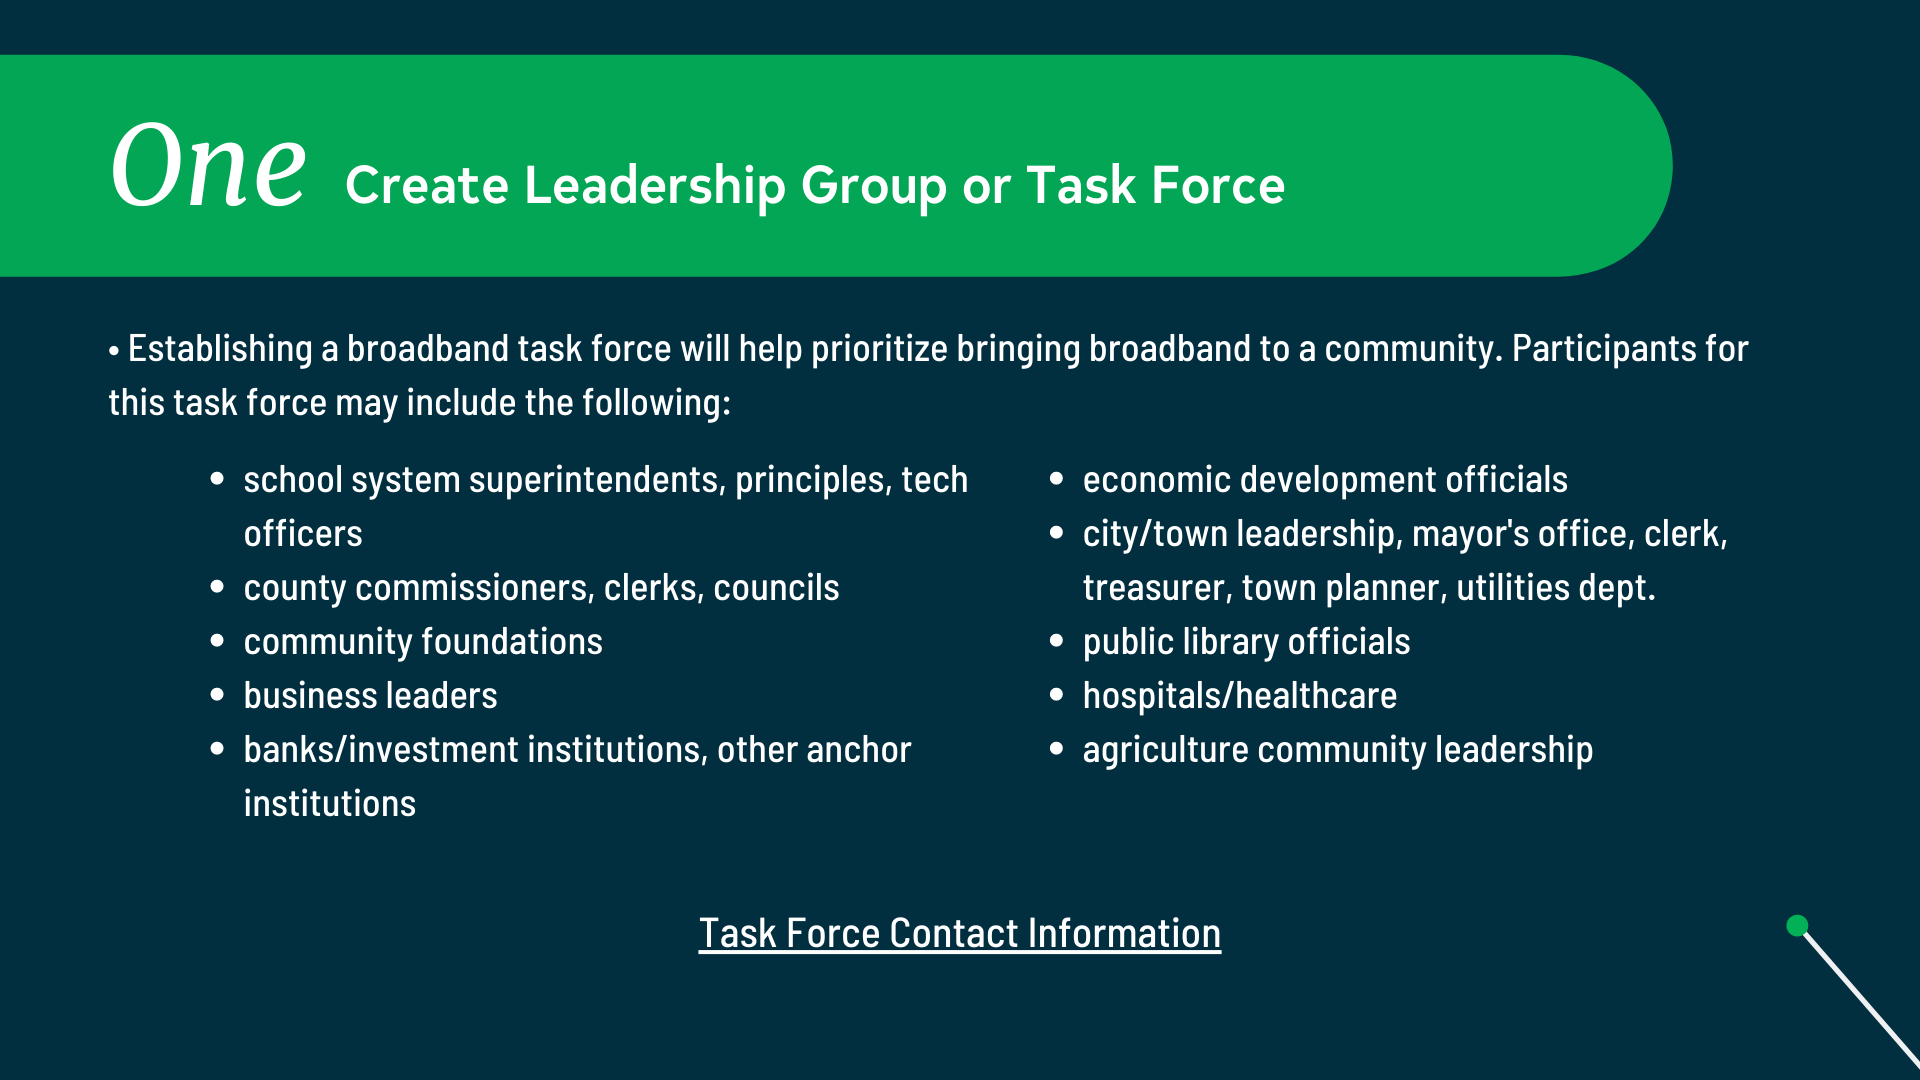 One Create Leadership Group or Task Force
• Establishing a broadband task force will help prioritize bringing broadband to a community. Participants for
this task force may include the following:
• school system superintendents, principles, tech
officers
• county commissioners, clerks, councils
• community foundations
• business leaders
• banks/investment institutions, other anchor
institutions
• economic development officials
• city/town leadership, mayor's office, clerk,
treasurer, town planner, utilities dept.
• public library officials
• hospitals/healthcare
• agriculture community leadership
Task Force Contact Information